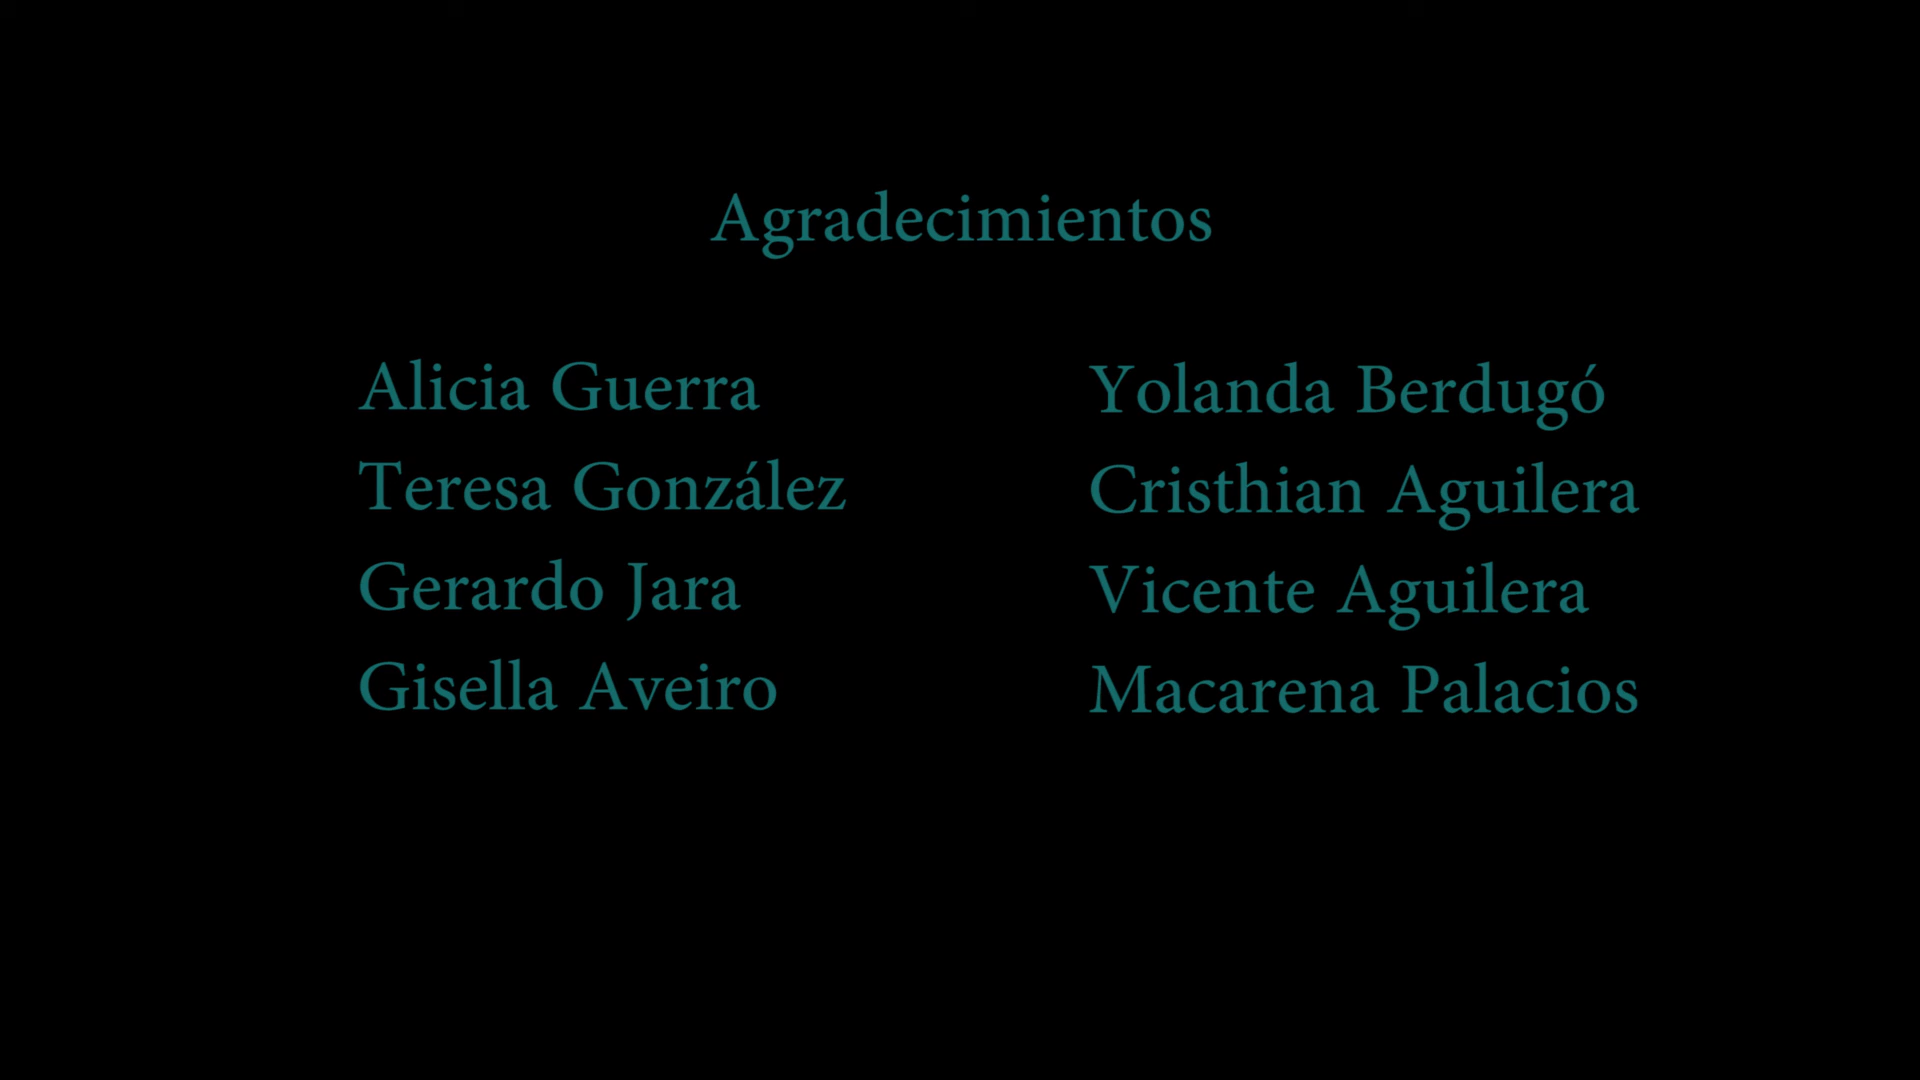 Agradecimientos
Alicia Guerra
Teresa González
Gerardo Jara
Gisella Aveiro
Yolanda Berdugó
Cristhian Aguilera
Vicente Aguilera
Macarena Palacios